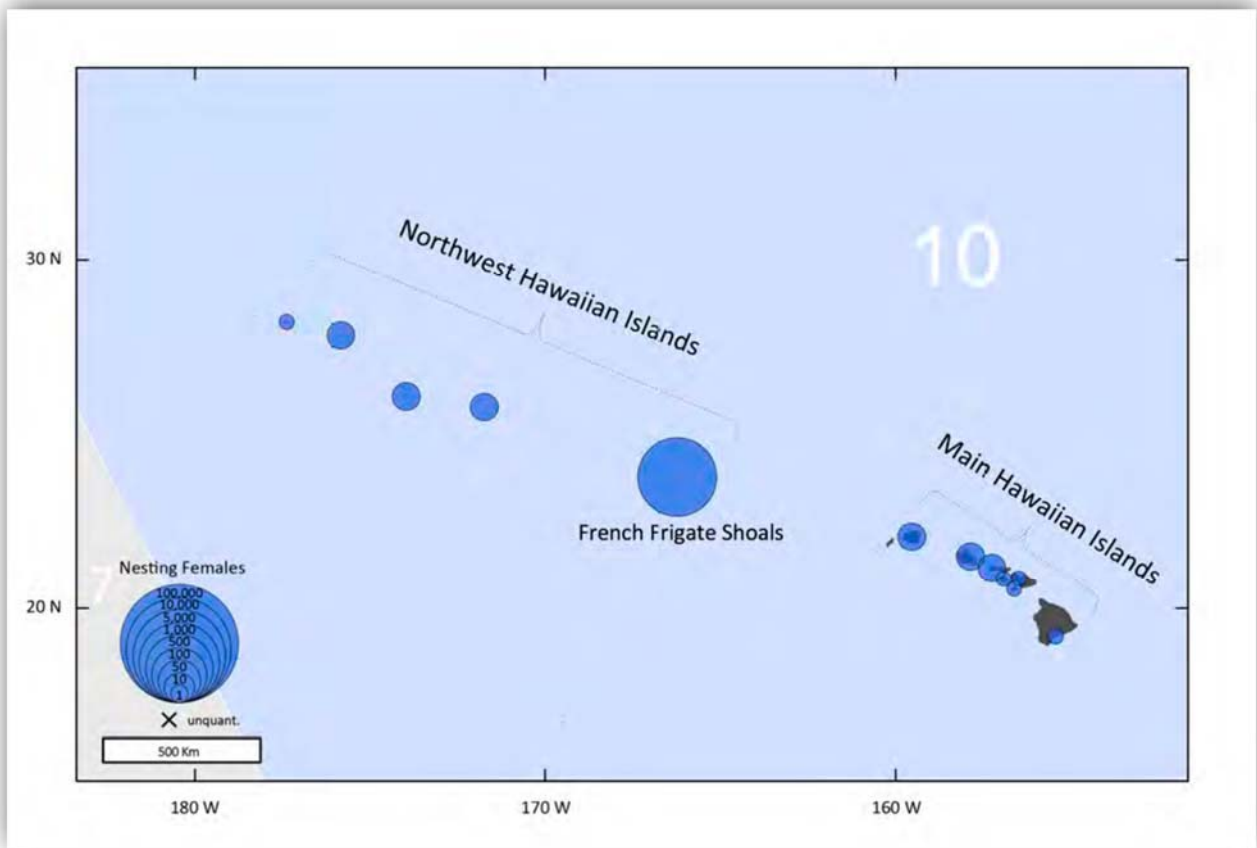 10
Northwest Hawaiian Islands
30 N
Main Hawaiian Islands
French Frigate Shoals
7
Nesting Females
100,000
10,000
5,000
1,000
500
100
50
10
1
20 N
unquant.
500 Km
180 W
170 W
160 W